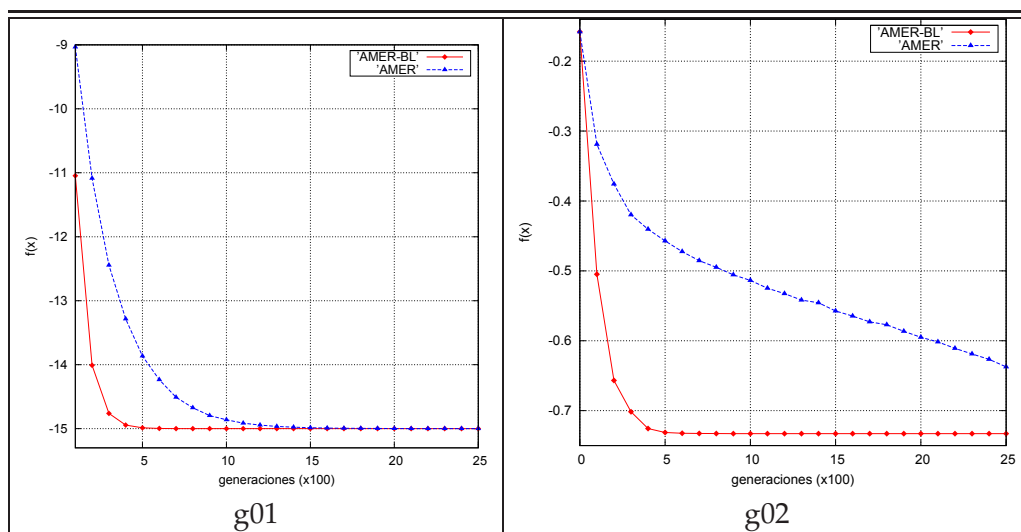 -9
-10
-11
-12
-13
-14
-15
f(x)
'AMER-BL'
'AMER'
5
10
15
20
25
generaciones (x100)
g01
-0.2
-0.3
-0.4
-0.5
-0.6
-0.7
f(x)
'AMER-BL'
'AMER'
0
5
10
15
20
25
generaciones (x100)
g02